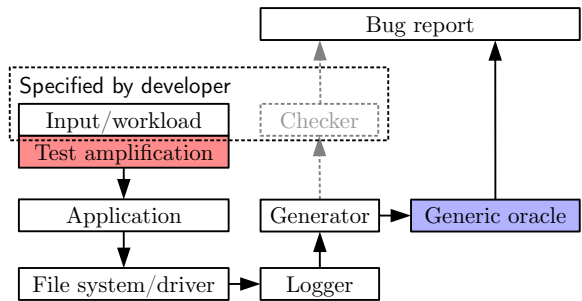 Bug report
Specified by developer
Input/workload
Checker
Test amplification
Application
Generator
Generic oracle
File system/driver
Logger